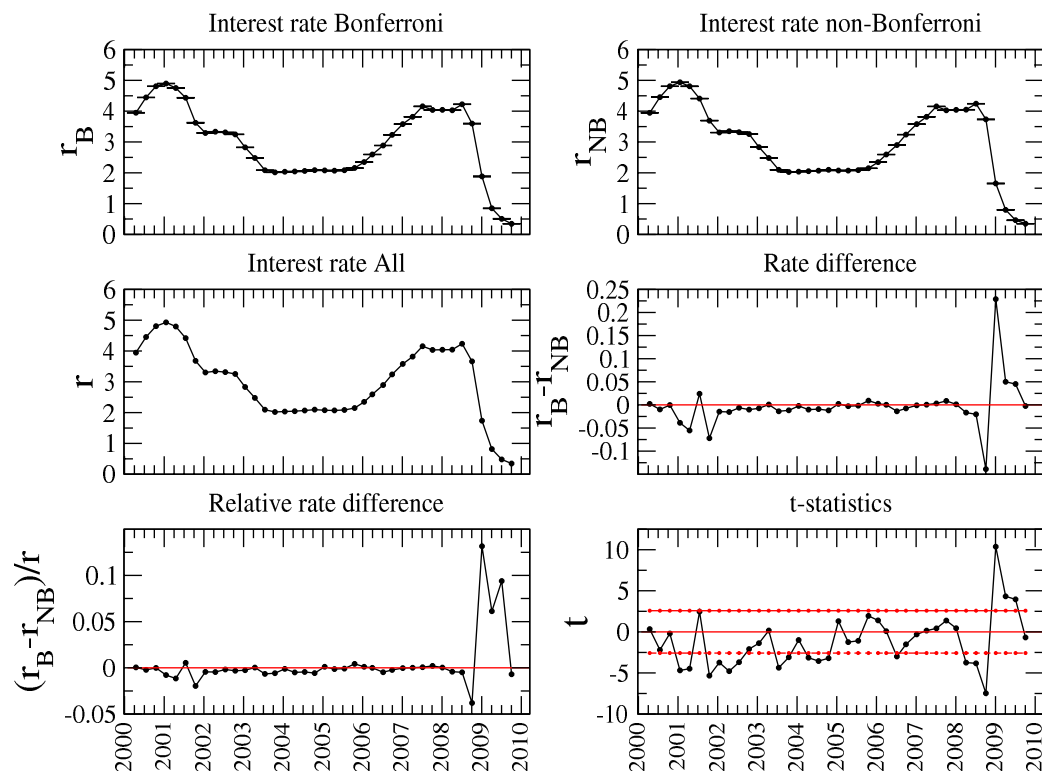 Interest rate Bonferroni
Interest rate non-Bonferroni
6
5
4
3
2
1
0
r_B
6
5
4
3
2
1
0
r_NB
Interest rate All
Rate difference
6
5
4
3
2
1
0
r
0.25
0.2
0.15
0.1
0.05
0
-0.05
-0.1
r_B-r_NB
Relative rate difference
t-statistics
0.1
0.05
0
-0.05
(r_B-r_NB)/r
10
5
0
-5
-10
t
2000 2001 2002 2003 2004 2005 2006 2007 2008 2009 2010
2000 2001 2002 2003 2004 2005 2006 2007 2008 2009 2010